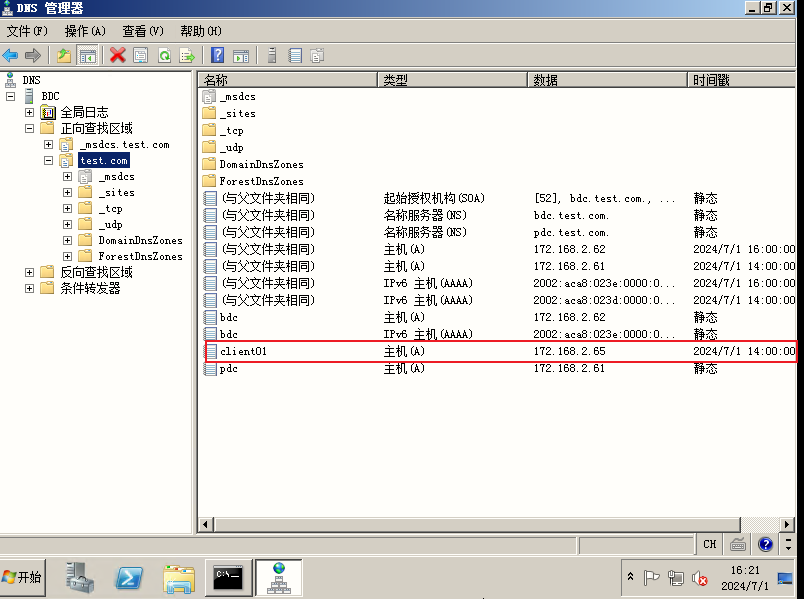 DNS 管理器
文件(F) 操作(A) 查看(V) 帮助(H)
DNS
BDC
全局日志
正向查找区域
_msdcs.test.com
test.com
_msdcs
_sites
_tcp
_udp
DomainDnsZones
ForestDnsZones
反向查找区域
条件转发器
名称 类型 数据 时间戳
_msdcs
_sites
_tcp
_udp
DomainDnsZones
ForestDnsZones
(与父文件夹相同) 起始授权机构(SOA) [52], bdc.test.com., ... 静态
(与父文件夹相同) 名称服务器(NS) bdc.test.com. 静态
(与父文件夹相同) 名称服务器(NS) pdc.test.com. 静态
(与父文件夹相同) 主机(A) 172.168.2.62 2024/7/1 16:00:00
(与父文件夹相同) 主机(A) 172.168.2.61 2024/7/1 14:00:00
(与父文件夹相同) IPv6 主机(AAAA) 2002:aca8:023e:0000:0... 2024/7/1 16:00:00
(与父文件夹相同) IPv6 主机(AAAA) 2002:aca8:023d:0000:0... 2024/7/1 14:00:00
bdc 主机(A) 172.168.2.62 静态
bdc IPv6 主机(AAAA) 2002:aca8:023e:0000:0... 静态
client01 主机(A) 172.168.2.65 2024/7/1 14:00:00
pdc 主机(A) 172.168.2.61 静态
CH
开始
C:\.
16:21
2024/7/1